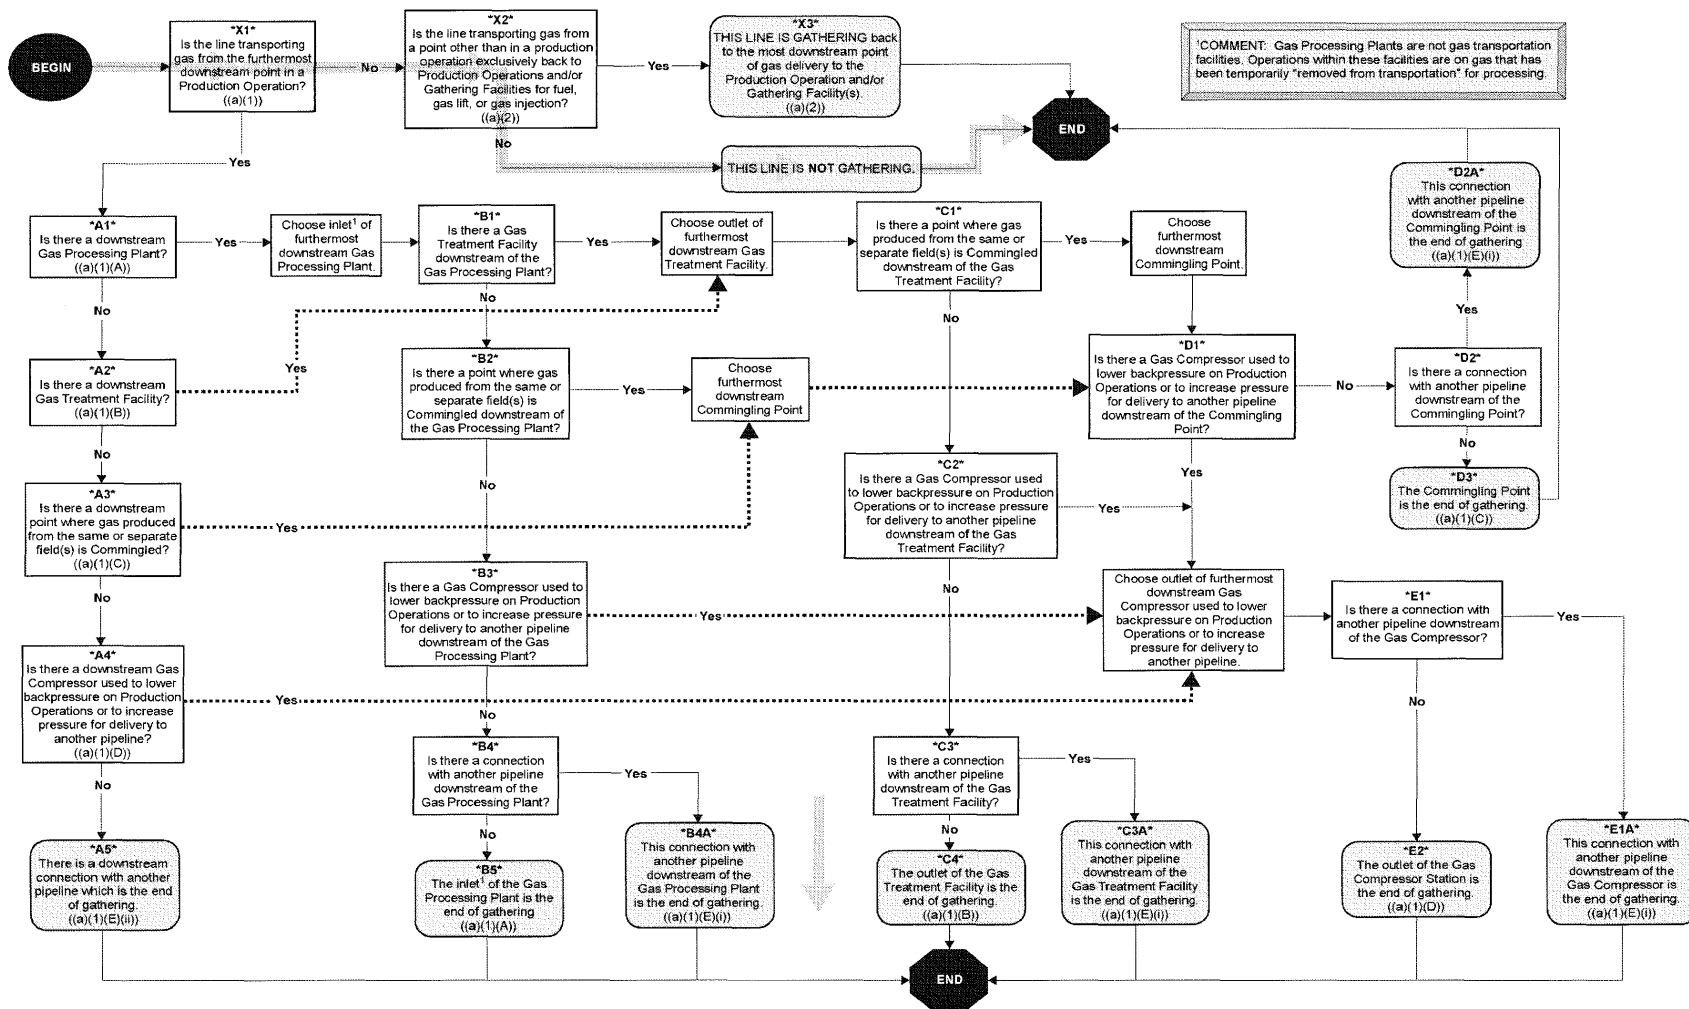 BEGIN
*X1*
Is the line transporting
gas from the furthermost
downstream point in a
Production Operation?
((a)(1))
No
*X2*
Is the line transporting gas from
a point other than in a production
operation exclusively back to
Production Operations and/or
Gathering Facilities for fuel,
gas lift, or gas injection?
((a)(2))
Yes
*X3*
THIS LINE IS GATHERING back
to the most downstream point
of gas delivery to the
Production Operation and/or
Gathering Facility(s).
((a)(2))
¹COMMENT: Gas Processing Plants are not gas transportation
facilities. Operations within these facilities are on gas that has
been temporarily "removed from transportation" for processing.
END
No
Yes
THIS LINE IS NOT GATHERING.
*D2A*
This connection
with another pipeline
downstream of the
Commingling Point is
the end of gathering
((a)(1)(E)(i))
*A1*
Is there a downstream
Gas Processing Plant?
((a)(1)(A))
Yes
Choose inlet¹ of
furthermost
downstream Gas
Processing Plant.
*B1*
Is there a Gas
Treatment Facility
downstream of the
Gas Processing Plant?
Yes
Choose outlet of
furthermost
downstream Gas
Treatment Facility.
*C1*
Is there a point where gas
produced from the same or
separate field(s) is Commingled
downstream of the Gas
Treatment Facility?
Yes
Choose
furthermost
downstream
Commingling Point.
No
No
No
Yes
*A2*
Is there a downstream
Gas Treatment Facility?
((a)(1)(B))
Yes
*B2*
Is there a point where gas
produced from the same or
separate field(s) is
Commingled downstream of
the Gas Processing Plant?
Yes
Choose
furthermost
downstream
Commingling Point
*D1*
Is there a Gas Compressor used to
lower backpressure on Production
Operations or to increase pressure
for delivery to another pipeline
downstream of the Commingling
Point?
No
*D2*
Is there a connection
with another pipeline
downstream of the
Commingling Point?
No
No
Yes
No
*A3*
Is there a downstream
point where gas produced
from the same or separate
field(s) is Commingled?
((a)(1)(C))
Yes
*C2*
Is there a Gas Compressor used
to lower backpressure on Production
Operations or to increase pressure
for delivery to another pipeline
downstream of the Gas
Treatment Facility?
Yes
*D3*
The Commingling Point
is the end of gathering.
((a)(1)(C))
No
*B3*
Is there a Gas Compressor used to
lower backpressure on Production
Operations or to increase pressure
for delivery to another pipeline
downstream of the Gas
Processing Plant?
Yes
No
Choose outlet of furthermost
downstream Gas
Compressor used to lower
backpressure on Production
Operations or to increase
pressure for delivery to
another pipeline.
*E1*
Is there a connection with
another pipeline downstream
of the Gas Compressor?
Yes
*A4*
Is there a downstream Gas
Compressor used to lower
backpressure on Production
Operations or to increase
pressure for delivery to
another pipeline?
((a)(1)(D))
Yes
No
No
*B4*
Is there a connection
with another pipeline
downstream of the
Gas Processing Plant?
Yes
*C3*
Is there a connection
with another pipeline
downstream of the Gas
Treatment Facility?
Yes
No
No
No
*A5*
There is a downstream
connection with another
pipeline which is the end
of gathering.
((a)(1)(E)(ii))
*B5*
The inlet¹ of the Gas
Processing Plant is the
end of gathering
((a)(1)(A))
*B4A*
This connection with
another pipeline
downstream of the
Gas Processing Plant
is the end of gathering.
((a)(1)(E)(i))
*C4*
The outlet of the Gas
Treatment Facility is the
end of gathering.
((a)(1)(B))
*C3A*
This connection with
another pipeline
downstream of the
Gas Treatment Facility
is the end of gathering.
((a)(1)(E)(i))
*E2*
The outlet of the Gas
Compressor Station is
the end of gathering.
((a)(1)(D))
*E1A*
This connection with
another pipeline
downstream of the
Gas Compressor is
the end of gathering.
((a)(1)(E)(i))
END